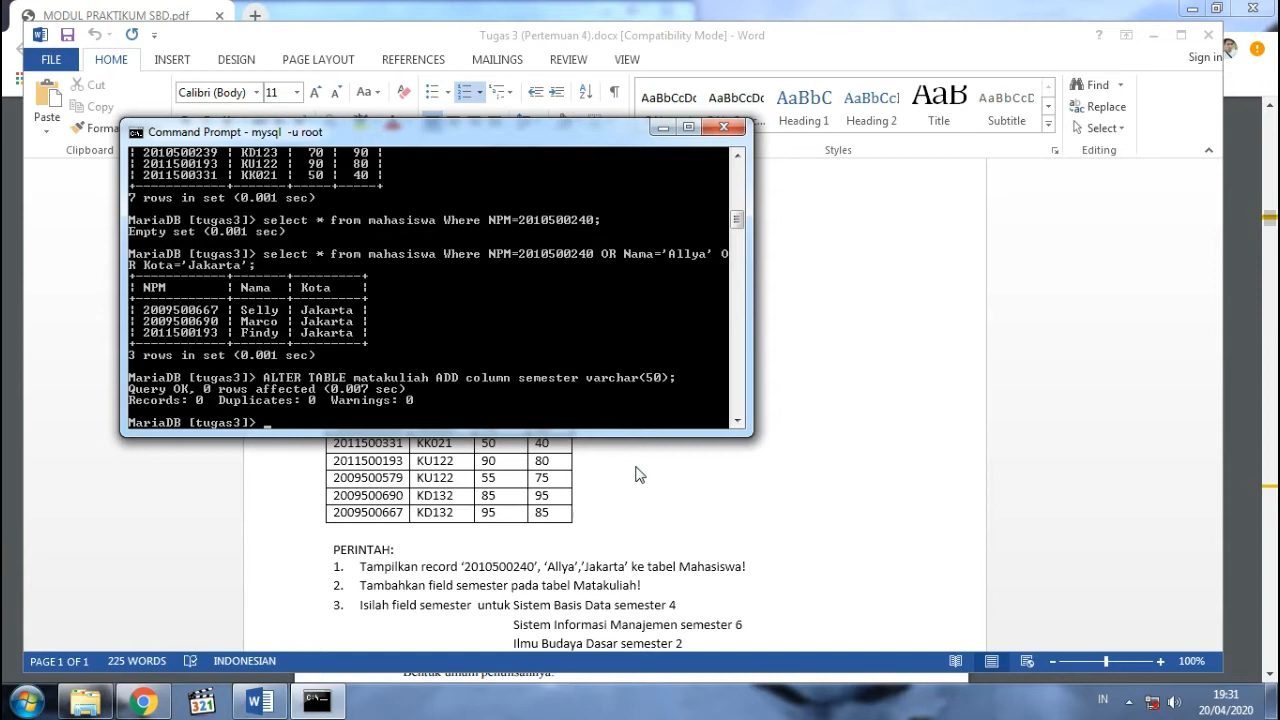 MODUL PRAKTIKUM SBD.pdf
Tugas 3 (Pertemuan 4).docx [Compatibility Mode] - Word
FILE HOME INSERT DESIGN PAGE LAYOUT REFERENCES MAILINGS REVIEW VIEW Sign in
Paste
Cut
Copy
Forma
Clipboard
Calibri (Body) 11 Aa
AaBbCcDc AaBbCcDc AaBbC AaBbCc AaB
Heading 1 Heading 2 Title Subtitle
Styles
Find
Replace
Select
Editing
Command Prompt - mysql -u root
| 2010500239 | KD123 | 70 | 90 |
| 2011500193 | KU122 | 90 | 80 |
| 2011500331 | KK021 | 50 | 40 |
+------------+-------+-----+-----+
7 rows in set (0.001 sec)
MariaDB [tugas3]> select * from mahasiswa Where NPM=2010500240;
Empty set (0.001 sec)
MariaDB [tugas3]> select * from mahasiswa Where NPM=2010500240 OR Nama='Allya' O
R Kota='Jakarta';
+------------+-------+---------+
| NPM | Nama | Kota |
+------------+-------+---------+
| 2009500667 | Selly | Jakarta |
| 2009500690 | Marco | Jakarta |
| 2011500193 | Pindy | Jakarta |
+------------+-------+---------+
3 rows in set (0.001 sec)
MariaDB [tugas3]> ALTER TABLE matakuliah ADD column semester varchar(50);
Query OK, 0 rows affected (0.007 sec)
Records: 0 Duplicates: 0 Warnings: 0
MariaDB [tugas3]> _
2011500331 KK021 50 40
2011500193 KU122 90 80
2009500579 KU122 55 75
2009500690 KD132 85 95
2009500667 KD132 95 85
PERINTAH:
1. Tampilkan record ‘2010500240’, ‘Allya’,’Jakarta’ ke tabel Mahasiswa!
2. Tambahkan field semester pada tabel Matakuliah!
3. Isilah field semester untuk Sistem Basis Data semester 4
Sistem Informasi Manajemen semester 6
Ilmu Budaya Dasar semester 2
PAGE 1 OF 1 225 WORDS INDONESIAN 100%
Bentuk umum penulisannya:
321
IN
19:31
20/04/2020